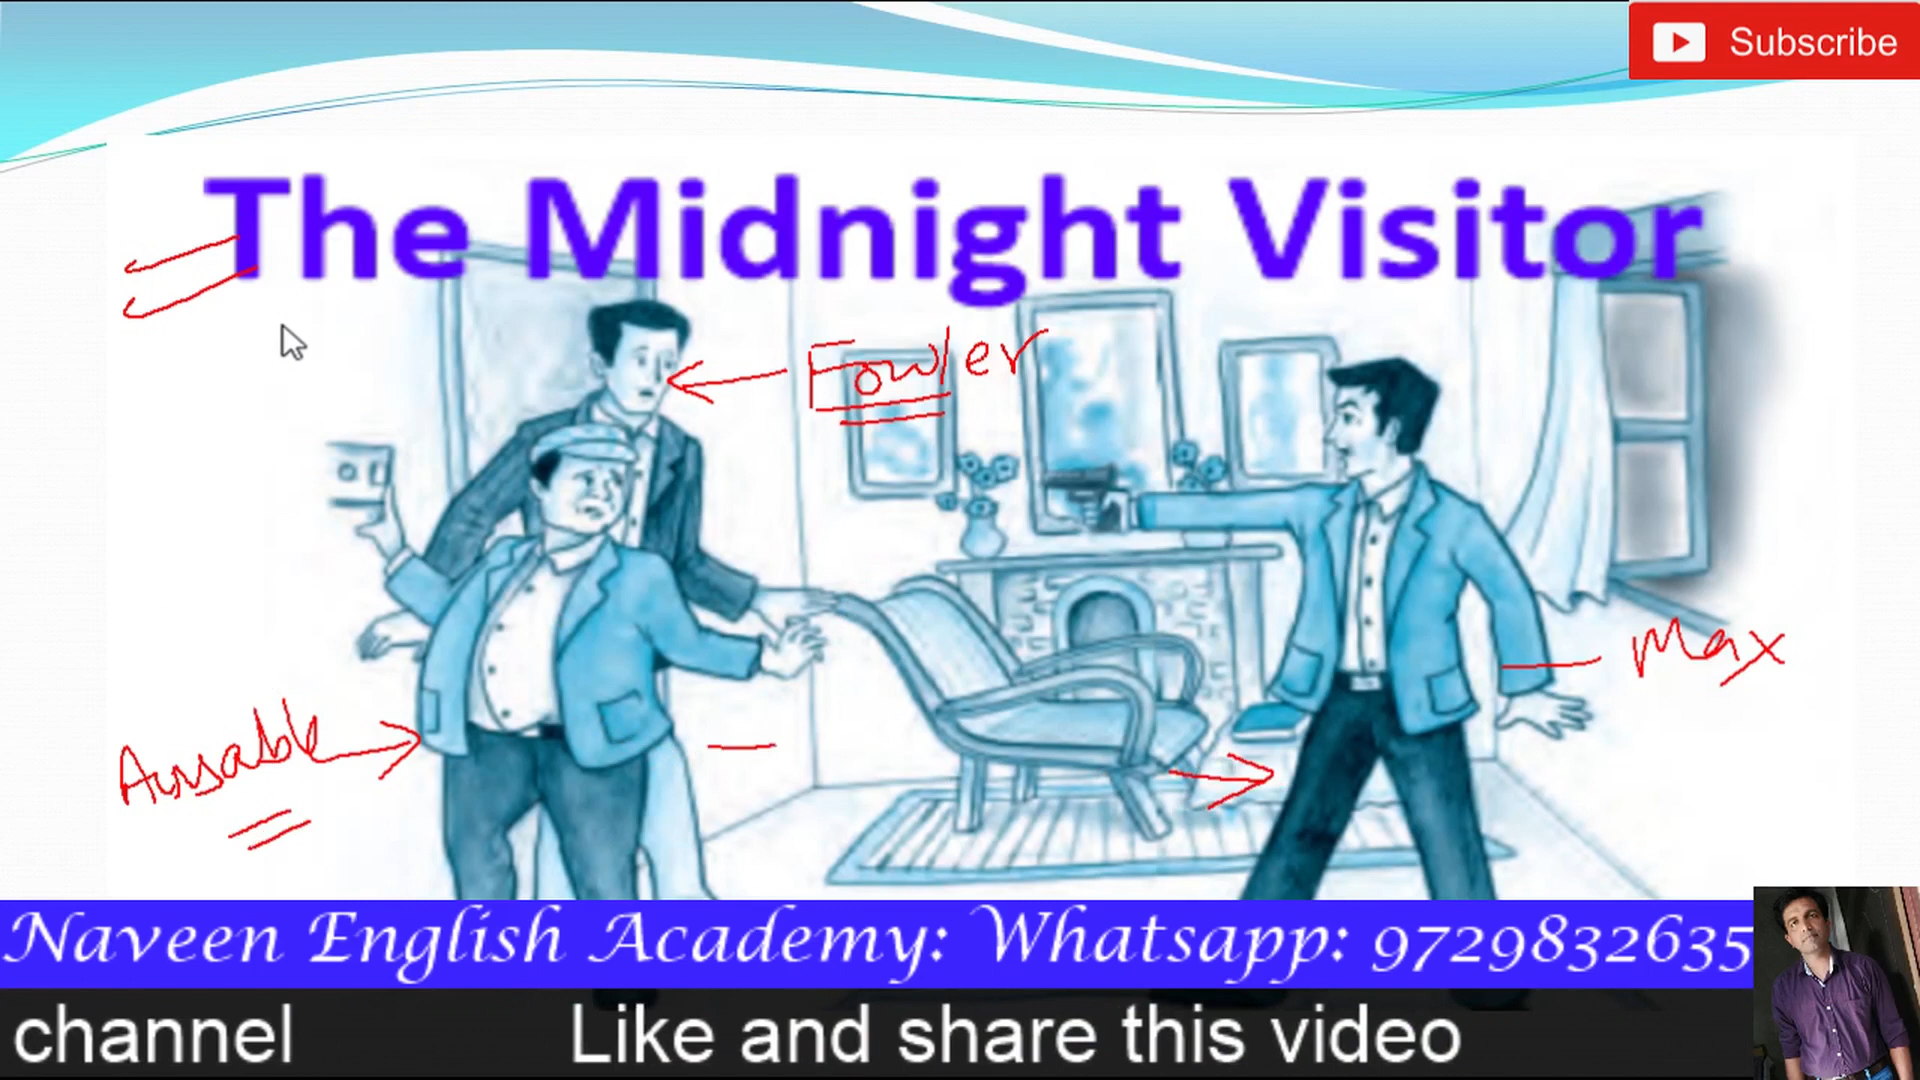 Subscribe
The Midnight Visitor
Fowler
Max
Ausable
Naveen English Academy: Whatsapp: 9729832635
channel Like and share this video